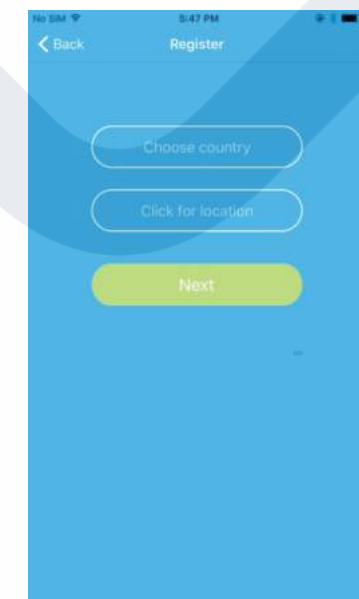 No SIM 5:47 PM
Back Register
Choose country
Click for location
Next